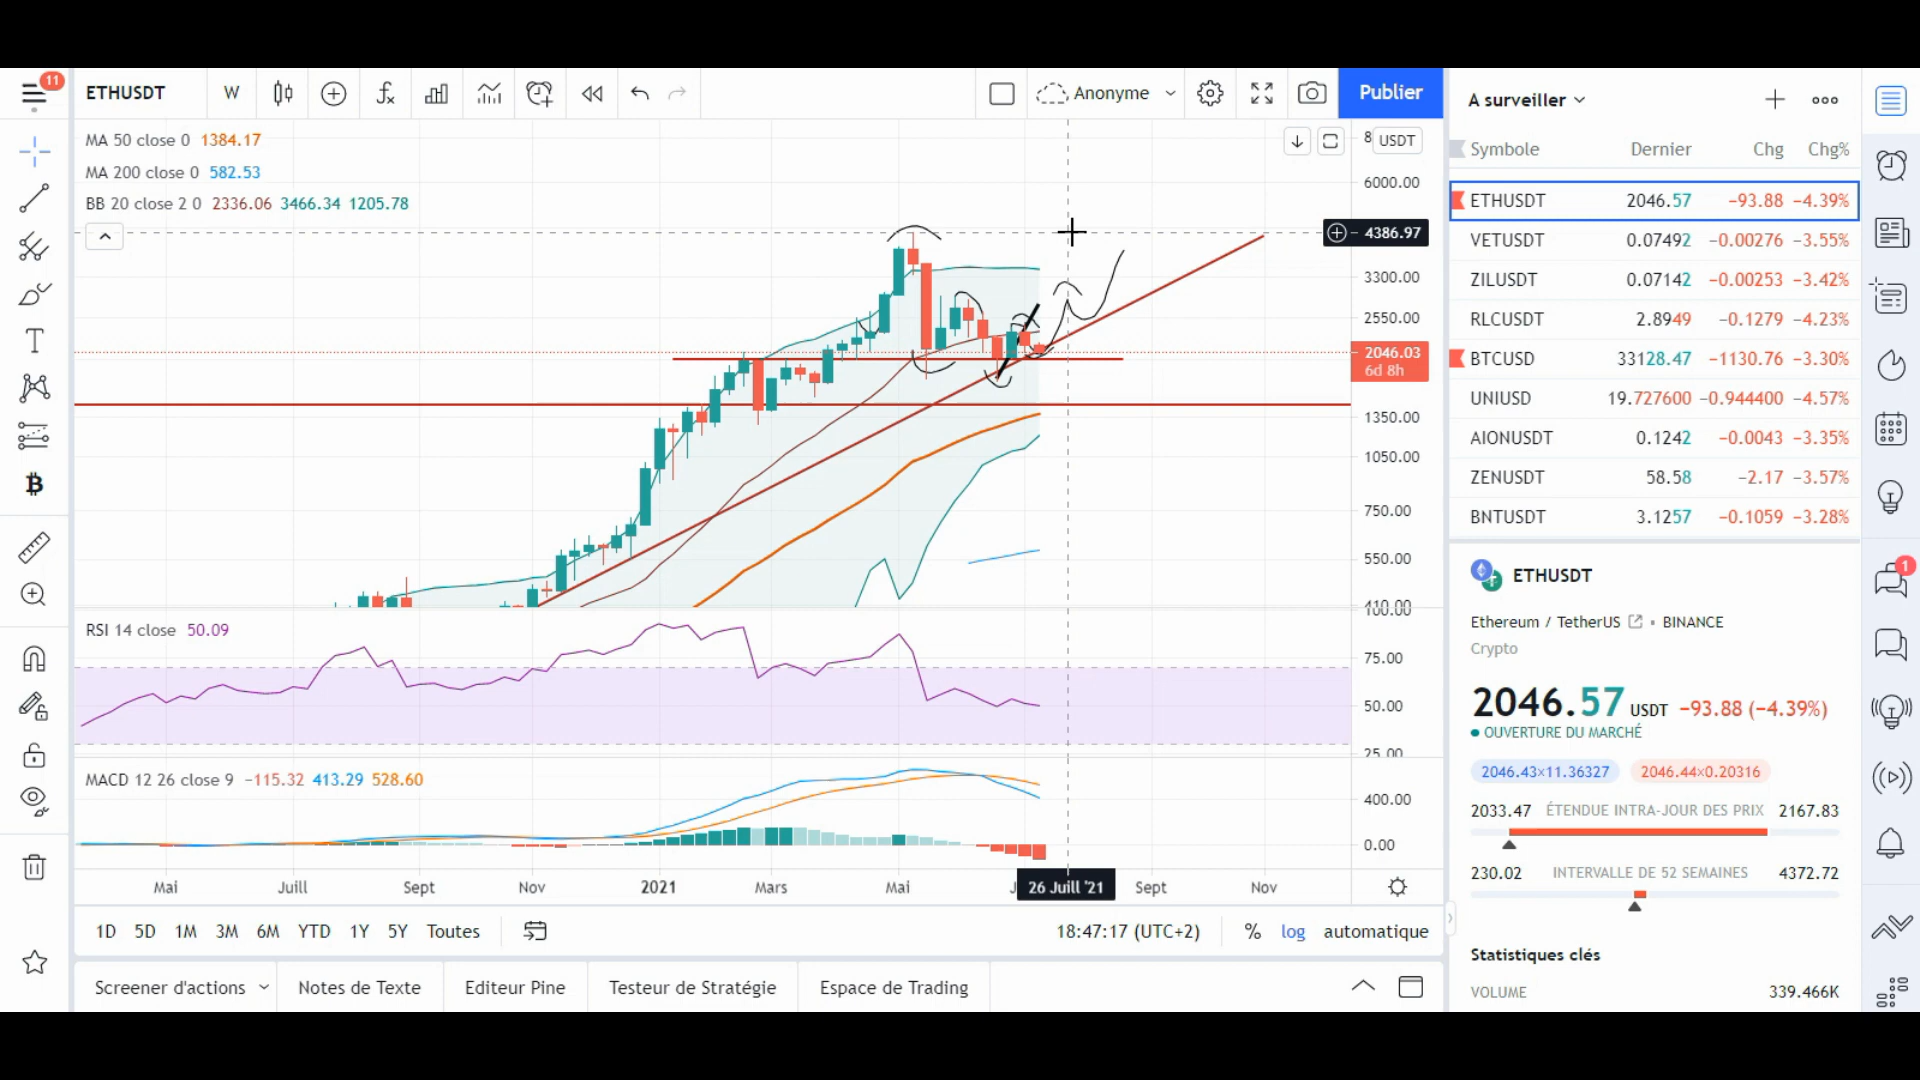 11
ETHUSDT W Anonyme Publier
MA 50 close 0 1384.17
MA 200 close 0 582.53
BB 20 close 2 0 2336.06 3466.34 1205.78
8 USDT
6000.00
4386.97
3300.00
2550.00
2046.03
6d 8h
1350.00
1050.00
750.00
550.00
410.00
100.00
RSI 14 close 50.09
75.00
50.00
25.00
MACD 12 26 close 9 −115.32 413.29 528.60
400.00
0.00
Mai Juill Sept Nov 2021 Mars Mai J 26 Juill '21 Sept Nov
1D 5D 1M 3M 6M YTD 1Y 5Y Toutes 18:47:17 (UTC+2) % log automatique
Screener d'actions Notes de Texte Editeur Pine Testeur de Stratégie Espace de Trading
A surveiller
Symbole Dernier Chg Chg%
ETHUSDT 2046.57 −93.88 −4.39%
VETUSDT 0.07492 −0.00276 −3.55%
ZILUSDT 0.07142 −0.00253 −3.42%
RLCUSDT 2.8949 −0.1279 −4.23%
BTCUSD 33128.47 −1130.76 −3.30%
UNIUSD 19.727600 −0.944400 −4.57%
AIONUSDT 0.1242 −0.0043 −3.35%
ZENUSDT 58.58 −2.17 −3.57%
BNTUSDT 3.1257 −0.1059 −3.28%
ETHUSDT
Ethereum / TetherUS • BINANCE
Crypto
2046.57 USDT −93.88 (−4.39%)
OUVERTURE DU MARCHÉ
2046.43×11.36327 2046.44×0.20316
2033.47 ÉTENDUE INTRA-JOUR DES PRIX 2167.83
230.02 INTERVALLE DE 52 SEMAINES 4372.72
Statistiques clés
VOLUME 339.466K
1